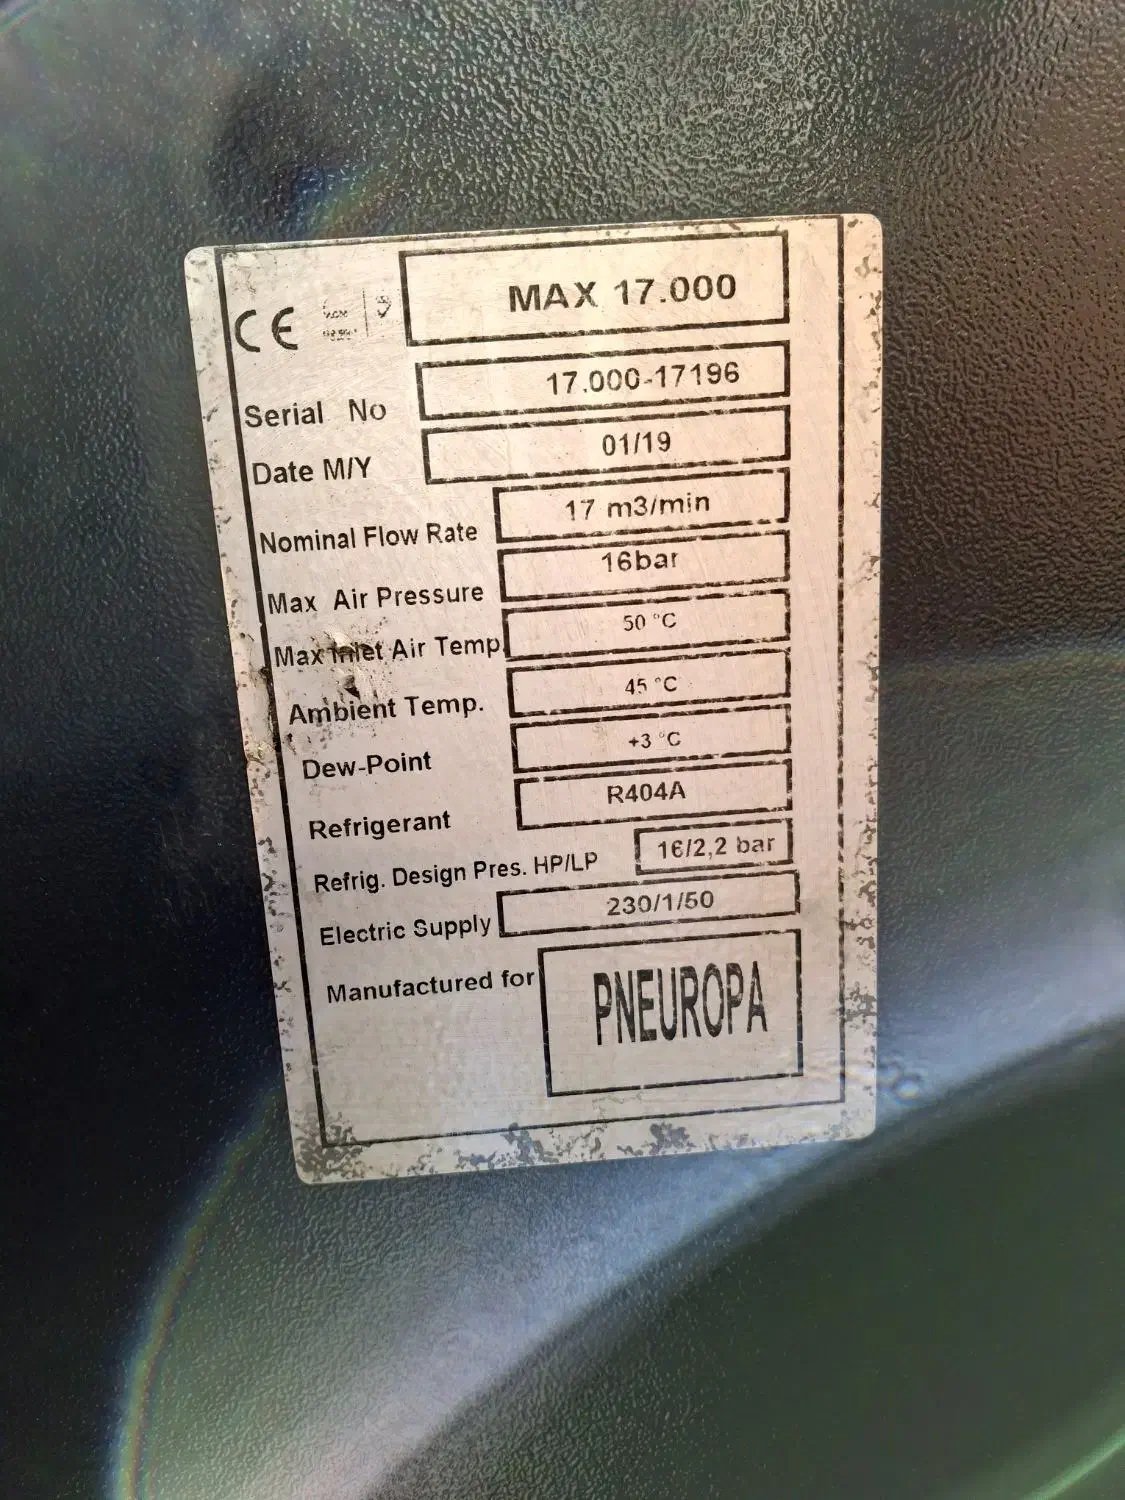 CE MAX 17.000
Serial No 17.000-17196
Date M/Y 01/19
Nominal Flow Rate 17 m3/min
Max Air Pressure 16bar
Max Inlet Air Temp. 50 °C
Ambient Temp. 45 °C
Dew-Point +3 °C
Refrigerant R404A
Refrig. Design Pres. HP/LP 16/2,2 bar
Electric Supply 230/1/50
Manufactured for PNEUROPA